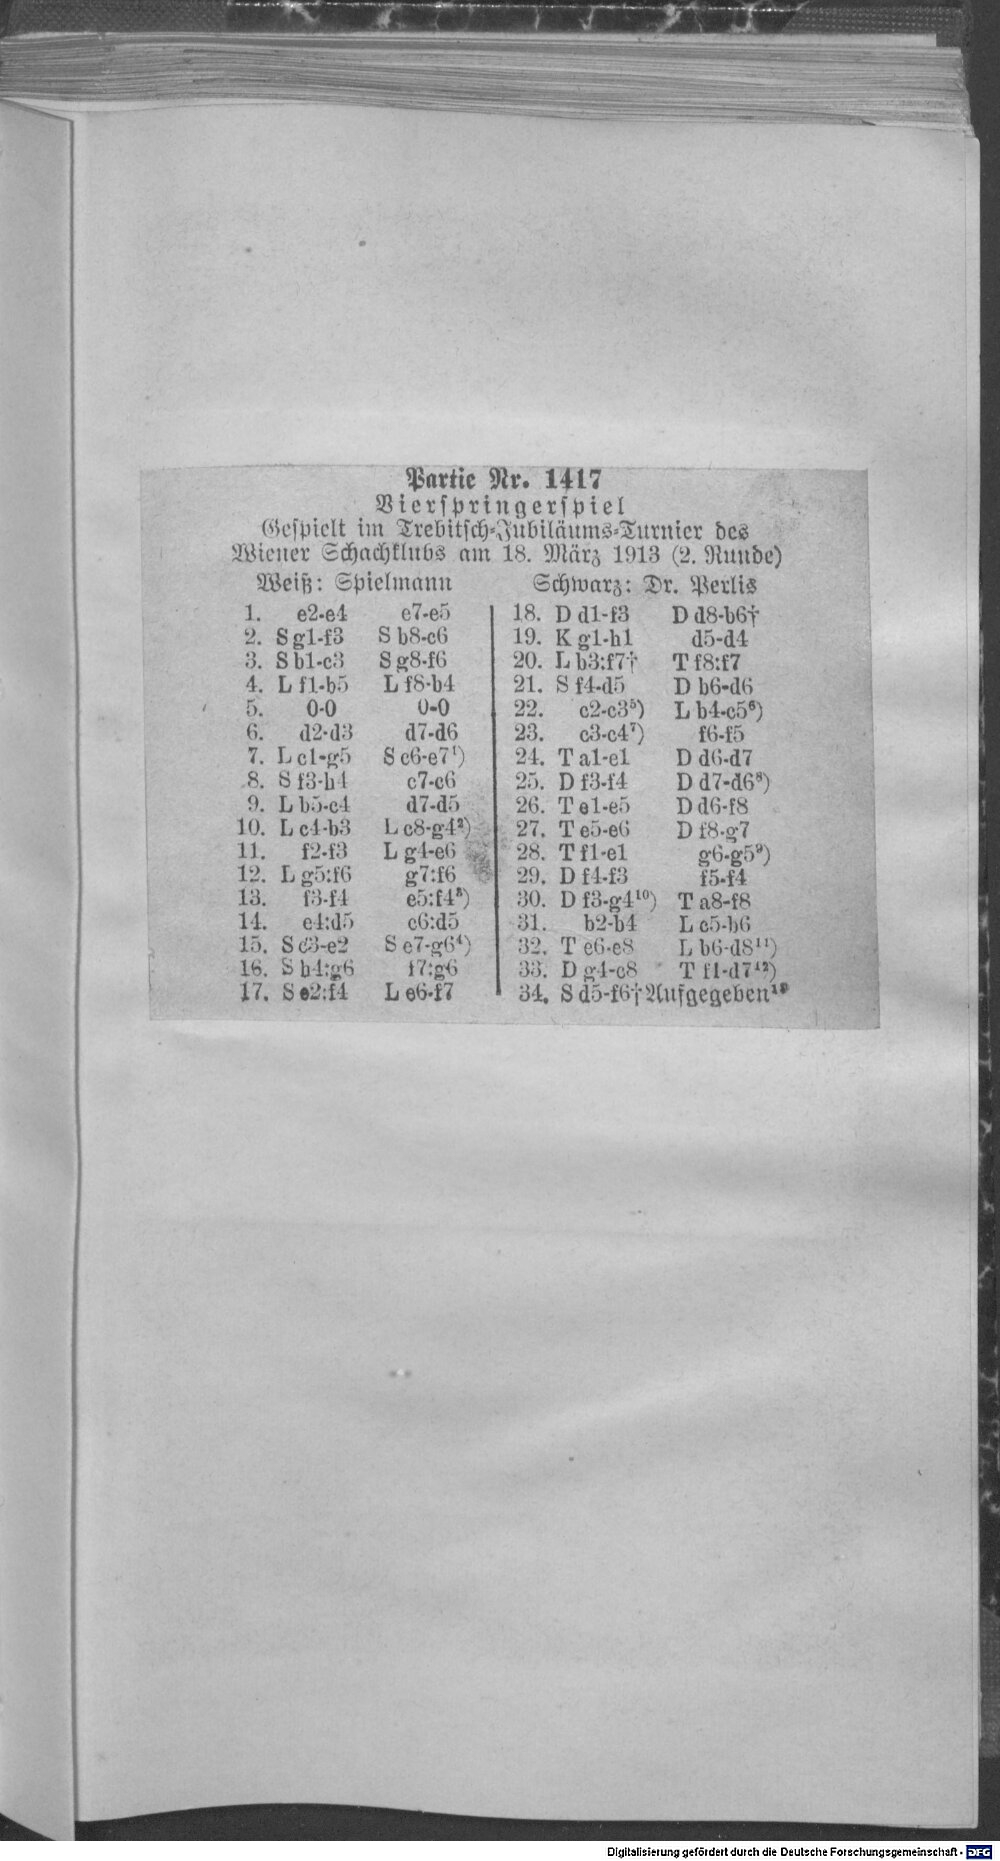 Partie Nr. 1417
Vierspringerspiel
Gespielt im Trebitsch-Jubiläums-Turnier des
Wiener Schachklubs am 18. März 1913 (2. Runde)
Weiß: Spielmann Schwarz: Dr. Perlis
1. e2-e4 e7-e5
2. S g1-f3 S b8-c6
3. S b1-c3 S g8-f6
4. L f1-b5 L f8-b4
5. 0-0 0-0
6. d2-d3 d7-d6
7. L c1-g5 S c6-e7¹)
8. S f3-h4 c7-c6
9. L b5-c4 d7-d5
10. L c4-b3 L c8-g4²)
11. f2-f3 L g4-e6
12. L g5:f6 g7:f6
13. f3-f4 e5:f4³)
14. e4:d5 c6:d5
15. S c3-e2 S e7-g6⁴)
16. S h4:g6 f7:g6
17. S e2:f4 L e6-f7
18. D d1-f3 D d8-b6†
19. K g1-h1 d5-d4
20. L b3:f7† T f8:f7
21. S f4-d5 D b6-d6
22. c2-c3⁵) L b4-c5⁶)
23. c3-c4⁷) f6-f5
24. T a1-e1 D d6-d7
25. D f3-f4 D d7-d6⁸)
26. T e1-e5 D d6-f8
27. T e5-e6 D f8-g7
28. T f1-e1 g6-g5⁹)
29. D f4-f3 f5-f4
30. D f3-g4¹⁰) T a8-f8
31. b2-b4 L c5-b6
32. T e6-e8 L b6-d8¹¹)
33. D g4-c8 T f1-d7¹²)
34. S d5-f6† Aufgegeben¹³
Digitalisierung gefördert durch die Deutsche Forschungsgemeinschaft - DFG